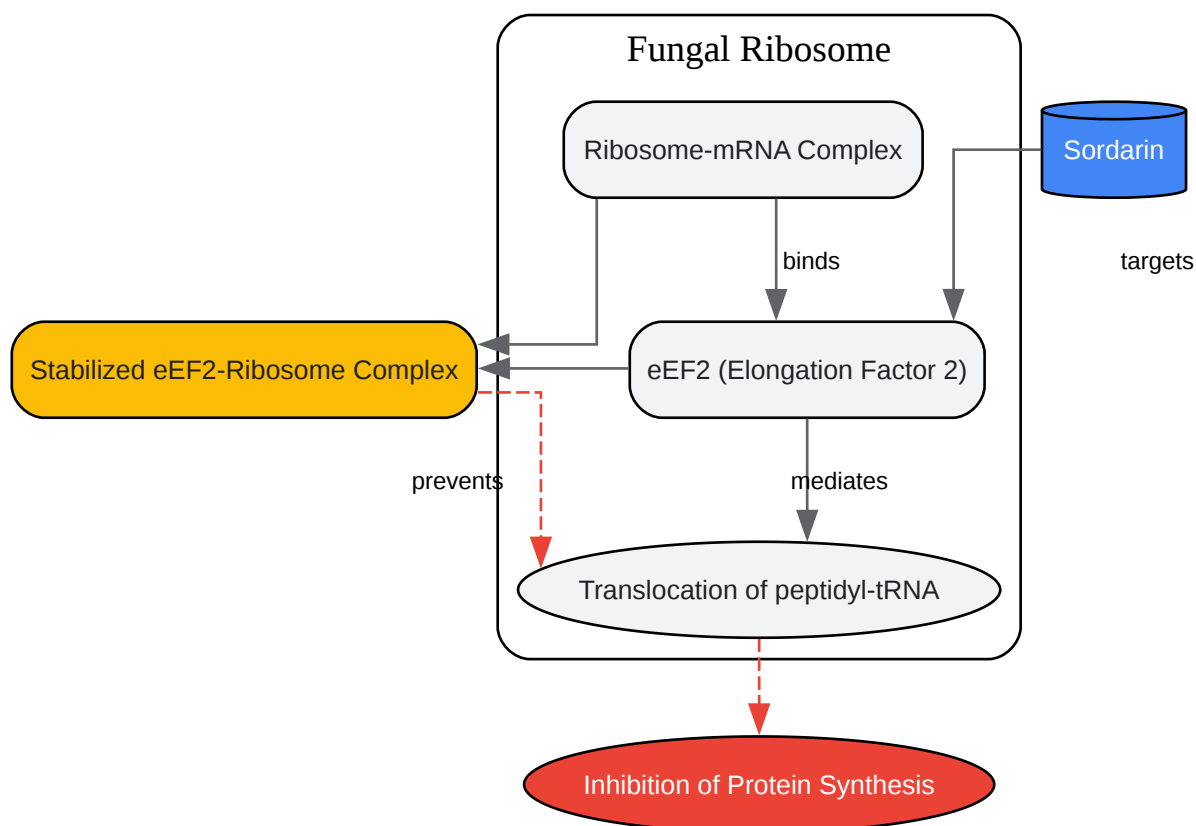 Fungal Ribosome
Ribosome-mRNA Complex
Sordarin
binds
targets
Stabilized eEF2-Ribosome Complex
eEF2 (Elongation Factor 2)
prevents
mediates
Translocation of peptidyl-tRNA
Inhibition of Protein Synthesis